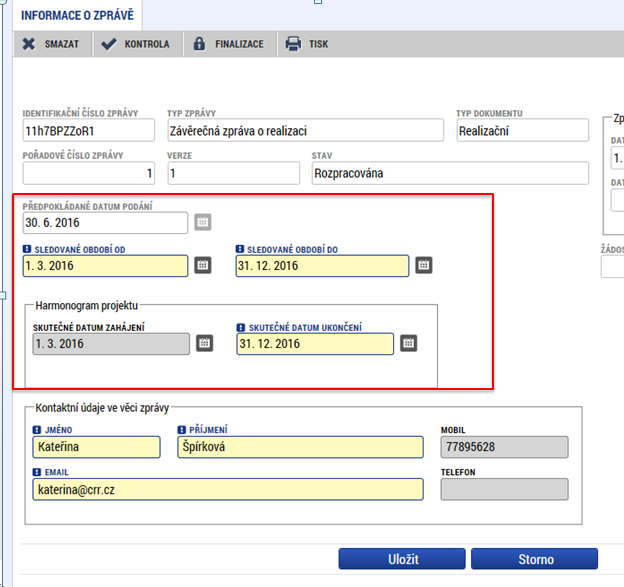 INFORMACE O ZPRÁVĚ
SMAZAT KONTROLA FINALIZACE TISK
IDENTIFIKAČNÍ ČÍSLO ZPRÁVY TYP ZPRÁVY TYP DOKUMENTU
11h7BPZZoR1 Závěrečná zpráva o realizaci Realizační
POŘADOVÉ ČÍSLO ZPRÁVY VERZE STAV
1 1 Rozpracována
PŘEDPOKLÁDANÉ DATUM PODÁNÍ
30. 6. 2016
SLEDOVANÉ OBDOBÍ OD SLEDOVANÉ OBDOBÍ DO
1. 3. 2016 31. 12. 2016
Harmonogram projektu
SKUTEČNÉ DATUM ZAHÁJENÍ SKUTEČNÉ DATUM UKONČENÍ
1. 3. 2016 31. 12. 2016
Kontaktní údaje ve věci zprávy
JMÉNO PŘÍJMENÍ MOBIL
Kateřina Špírková 77895628
EMAIL TELEFON
katerina@crr.cz
Uložit Storno
Zp
DAT
1.
DAT
ŽÁDOS